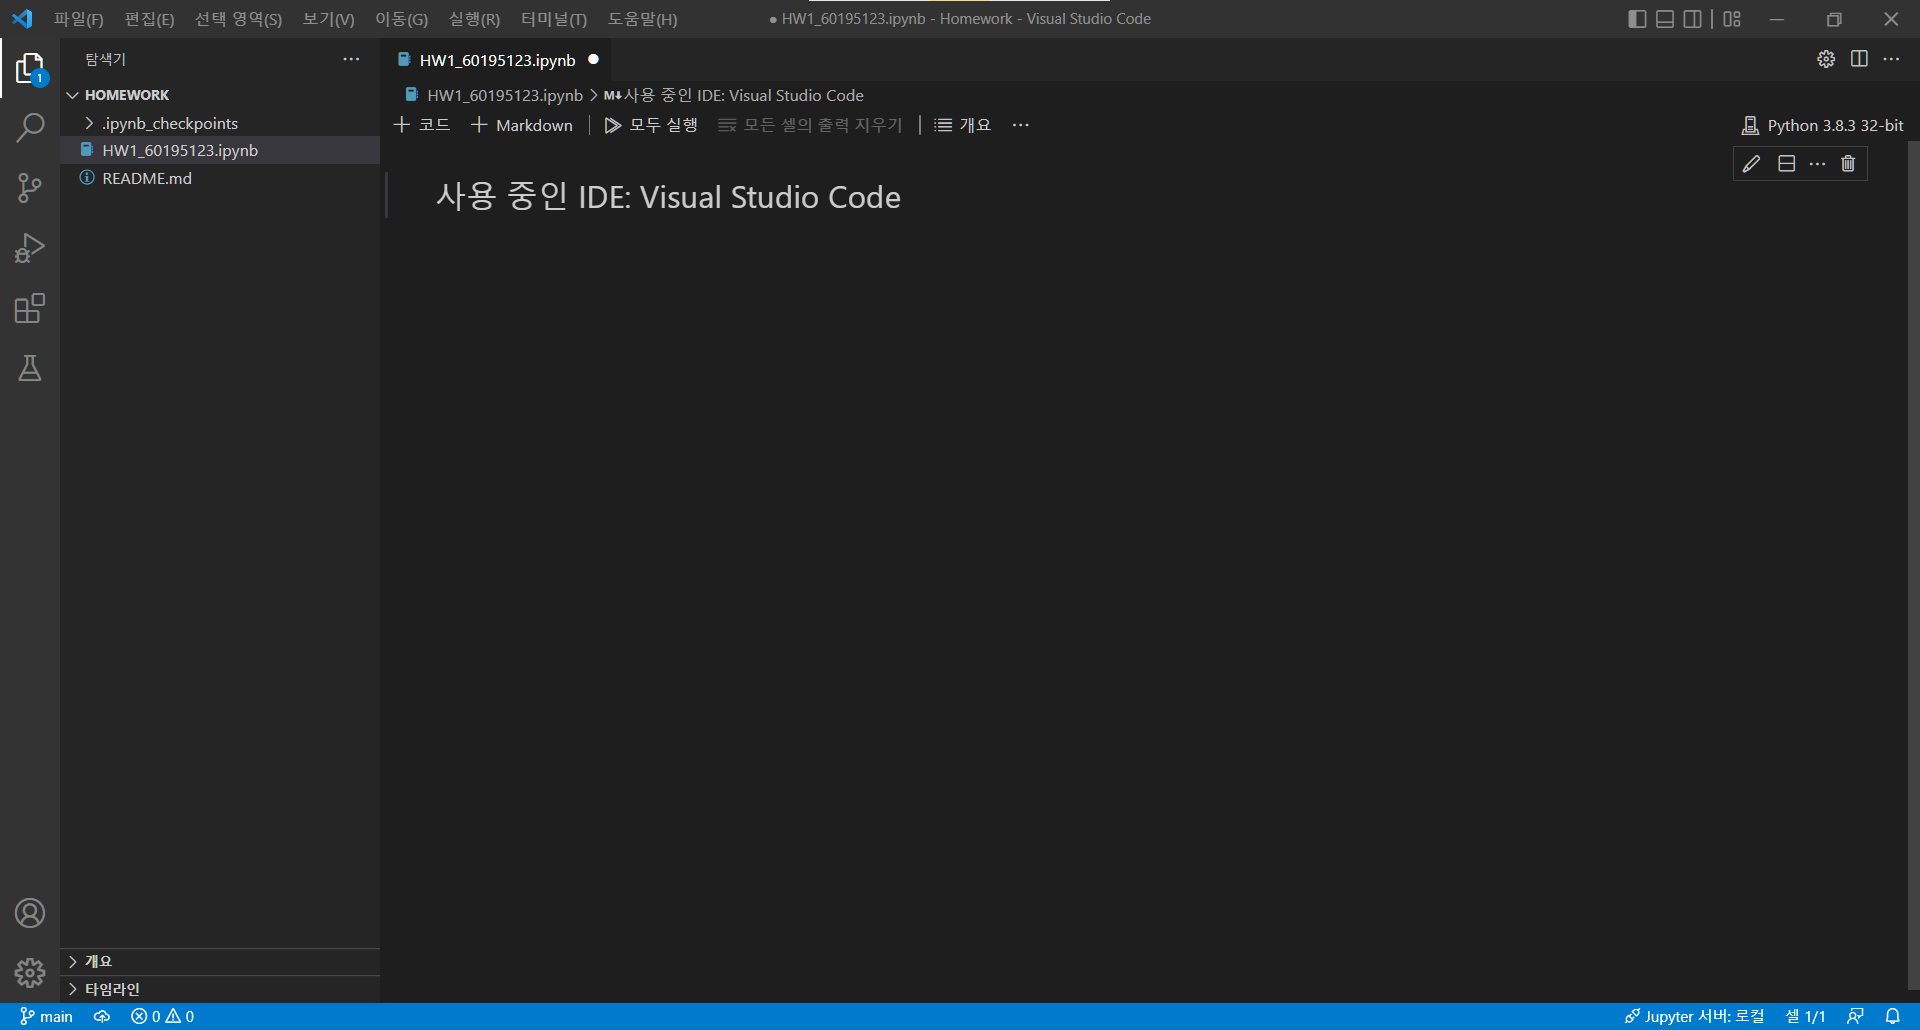 파일(F) 편집(E) 선택 영역(S) 보기(V) 이동(G) 실행(R) 터미널(T) 도움말(H) ● HW1_60195123.ipynb - Homework - Visual Studio Code
탐색기 ···
HW1_60195123.ipynb ●
1
HOMEWORK
.ipynb_checkpoints
HW1_60195123.ipynb
README.md
HW1_60195123.ipynb > M↓사용 중인 IDE: Visual Studio Code
+ 코드 + Markdown 모두 실행 모든 셀의 출력 지우기 개요 ··· Python 3.8.3 32-bit
사용 중인 IDE: Visual Studio Code
개요
타임라인
main 0 0 Jupyter 서버: 로컬 셀 1/1